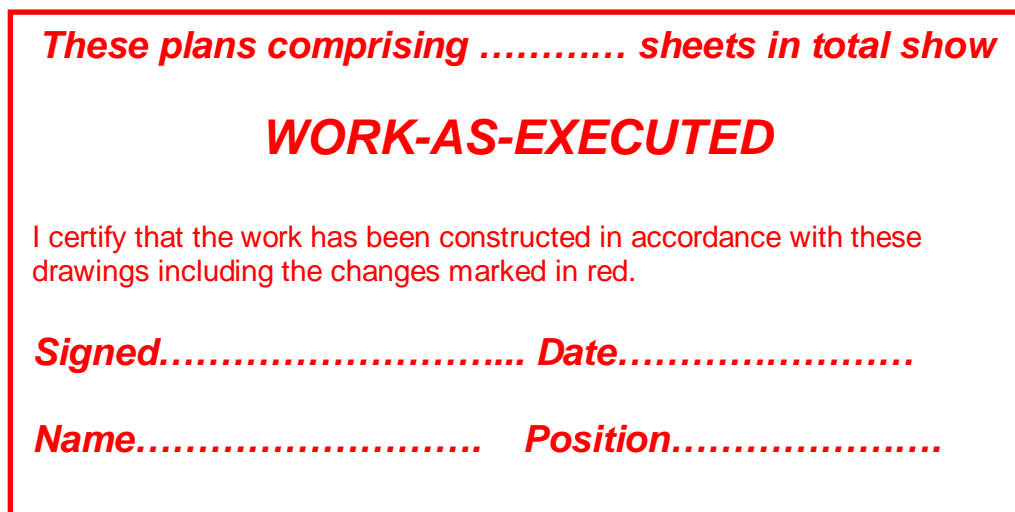 These plans comprising ………… sheets in total show
WORK-AS-EXECUTED
I certify that the work has been constructed in accordance with these
drawings including the changes marked in red.
Signed……………………….... Date………….…………
Name………………………. Position………………….….